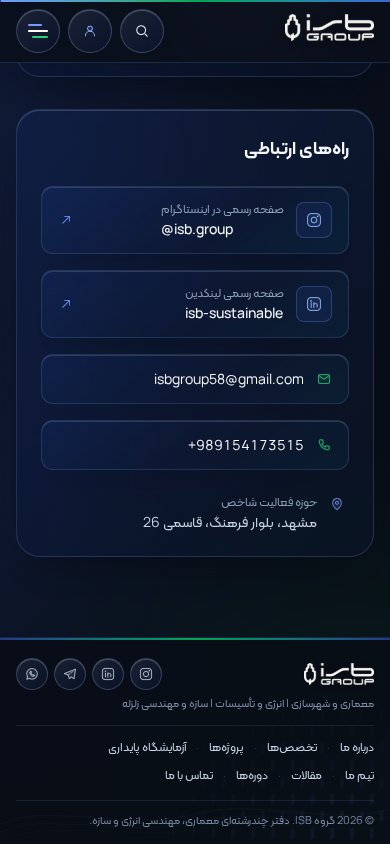 isb
GROUP
راه‌های ارتباطی
صفحه رسمی در اینستاگرام
@isb.group
صفحه رسمی لینکدین
isb-sustainable
isbgroup58@gmail.com
+989154173515
حوزه فعالیت شاخص
مشهد، بلوار فرهنگ، قاسمی 26
isb
GROUP
معماری و شهرسازی | انرژی و تأسیسات | سازه و مهندسی زلزله
درباره ما · تخصص‌ها · پروژه‌ها · آزمایشگاه پایداری
تیم ما · مقالات · دوره‌ها · تماس با ما
© 2026 گروه ISB. دفتر چندرشته‌ای معماری، مهندسی انرژی و سازه.